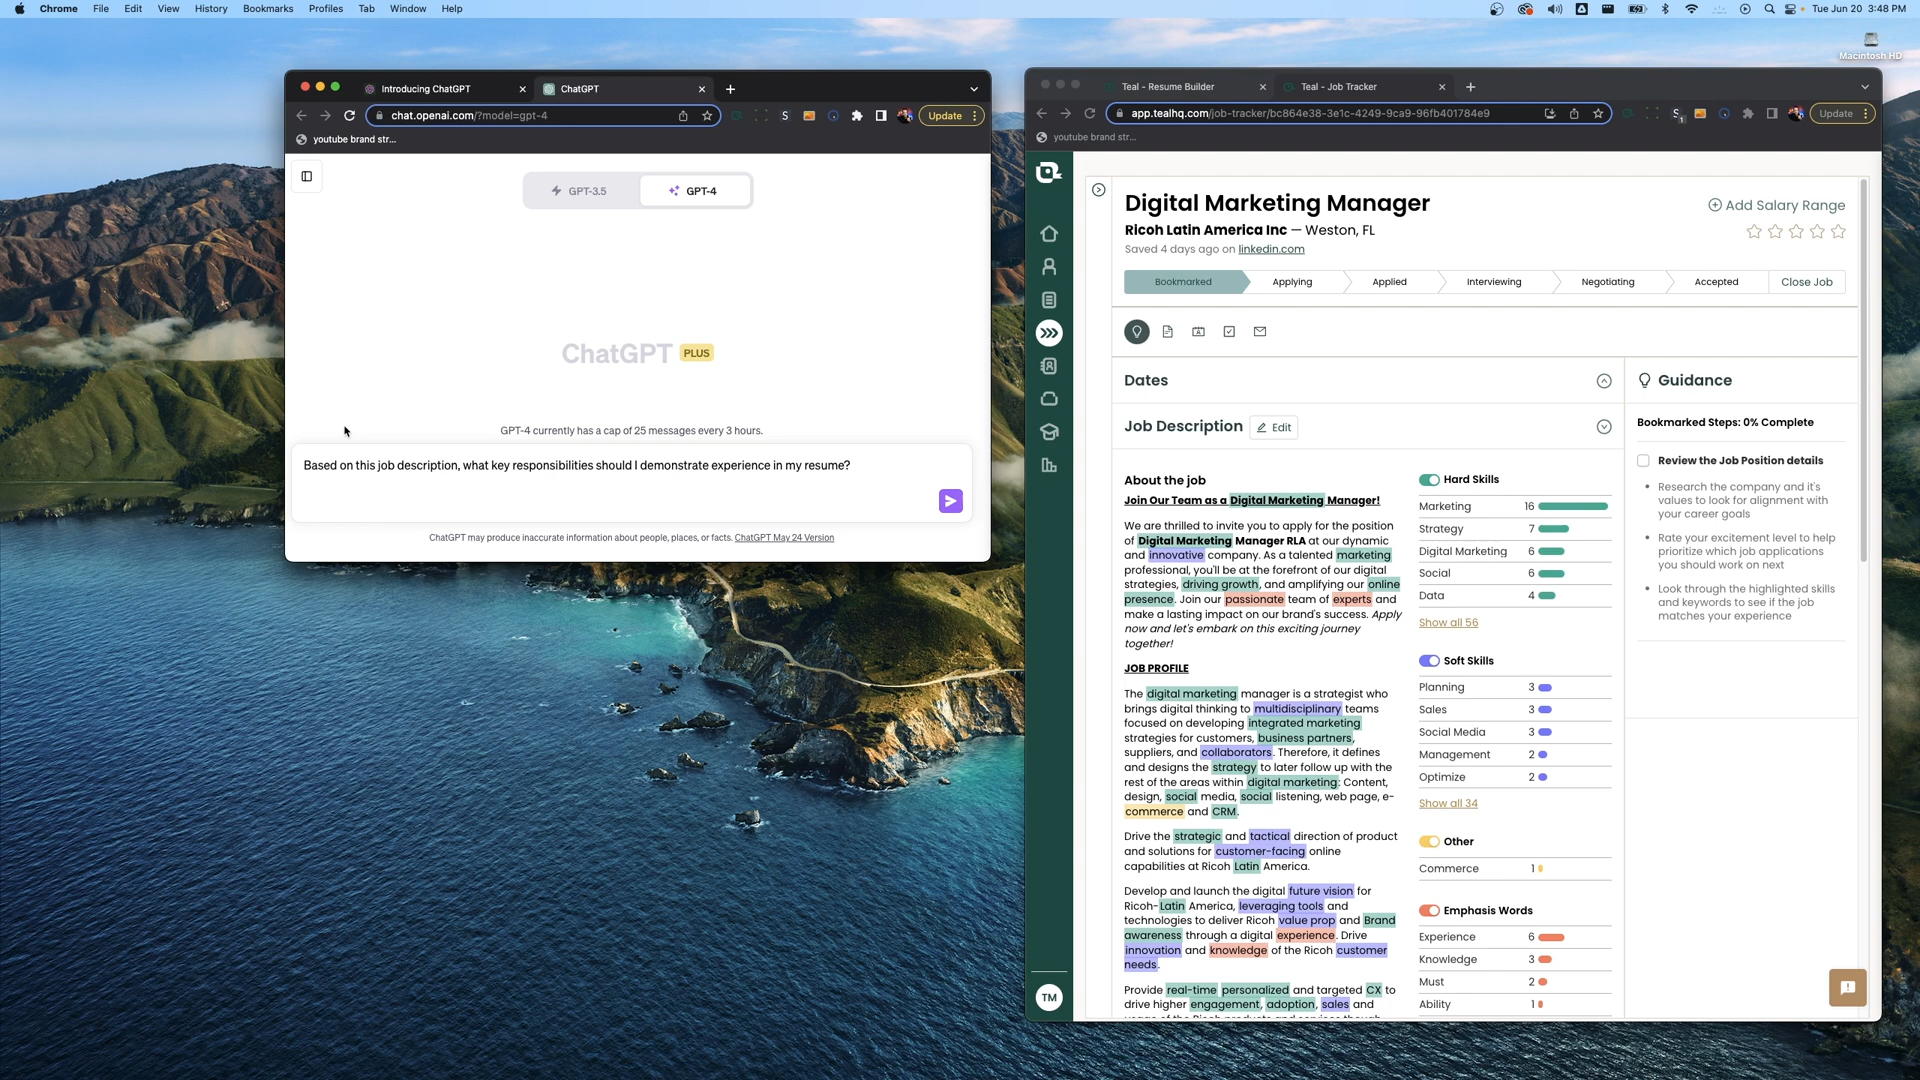 Chrome File Edit View History Bookmarks Profiles Tab Window Help
Tue Jun 20 3:48 PM
Macintosh HD
Introducing ChatGPT
ChatGPT
chat.openai.com/?model=gpt-4
Update
youtube brand str...
GPT-3.5
GPT-4
ChatGPT PLUS
GPT-4 currently has a cap of 25 messages every 3 hours.
Based on this job description, what key responsibilities should I demonstrate experience in my resume?
ChatGPT may produce inaccurate information about people, places, or facts. ChatGPT May 24 Version
Teal - Resume Builder
Teal - Job Tracker
app.tealhq.com/job-tracker/bc864e38-3e1c-4249-9ca9-96fb401784e9
Update
youtube brand str...
Digital Marketing Manager
Add Salary Range
Ricoh Latin America Inc — Weston, FL
Saved 4 days ago on linkedin.com
Bookmarked
Applying
Applied
Interviewing
Negotiating
Accepted
Close Job
Dates
Job Description
Edit
About the job
Join Our Team as a Digital Marketing Manager!
We are thrilled to invite you to apply for the position
of Digital Marketing Manager RLA at our dynamic
and innovative company. As a talented marketing
professional, you'll be at the forefront of our digital
strategies, driving growth, and amplifying our online
presence. Join our passionate team of experts and
make a lasting impact on our brand's success. Apply
now and let's embark on this exciting journey
together!
JOB PROFILE
The digital marketing manager is a strategist who
brings digital thinking to multidisciplinary teams
focused on developing integrated marketing
strategies for customers, business partners,
suppliers, and collaborators. Therefore, it defines
and designs the strategy to later follow up with the
rest of the areas within digital marketing: Content,
design, social media, social listening, web page, e-
commerce and CRM.
Drive the strategic and tactical direction of product
and solutions for customer-facing online
capabilities at Ricoh Latin America.
Develop and launch the digital future vision for
Ricoh-Latin America, leveraging tools and
technologies to deliver Ricoh value prop and Brand
awareness through a digital experience. Drive
innovation and knowledge of the Ricoh customer
needs.
Provide real-time personalized and targeted CX to
drive higher engagement, adoption, sales and
Hard Skills
Marketing 16
Strategy 7
Digital Marketing 6
Social 6
Data 4
Show all 56
Soft Skills
Planning 3
Sales 3
Social Media 3
Management 2
Optimize 2
Show all 34
Other
Commerce 1
Emphasis Words
Experience 6
Knowledge 3
Must 2
Ability 1
Guidance
Bookmarked Steps: 0% Complete
Review the Job Position details
Research the company and it's
values to look for alignment with
your career goals
Rate your excitement level to help
prioritize which job applications
you should work on next
Look through the highlighted skills
and keywords to see if the job
matches your experience
TM